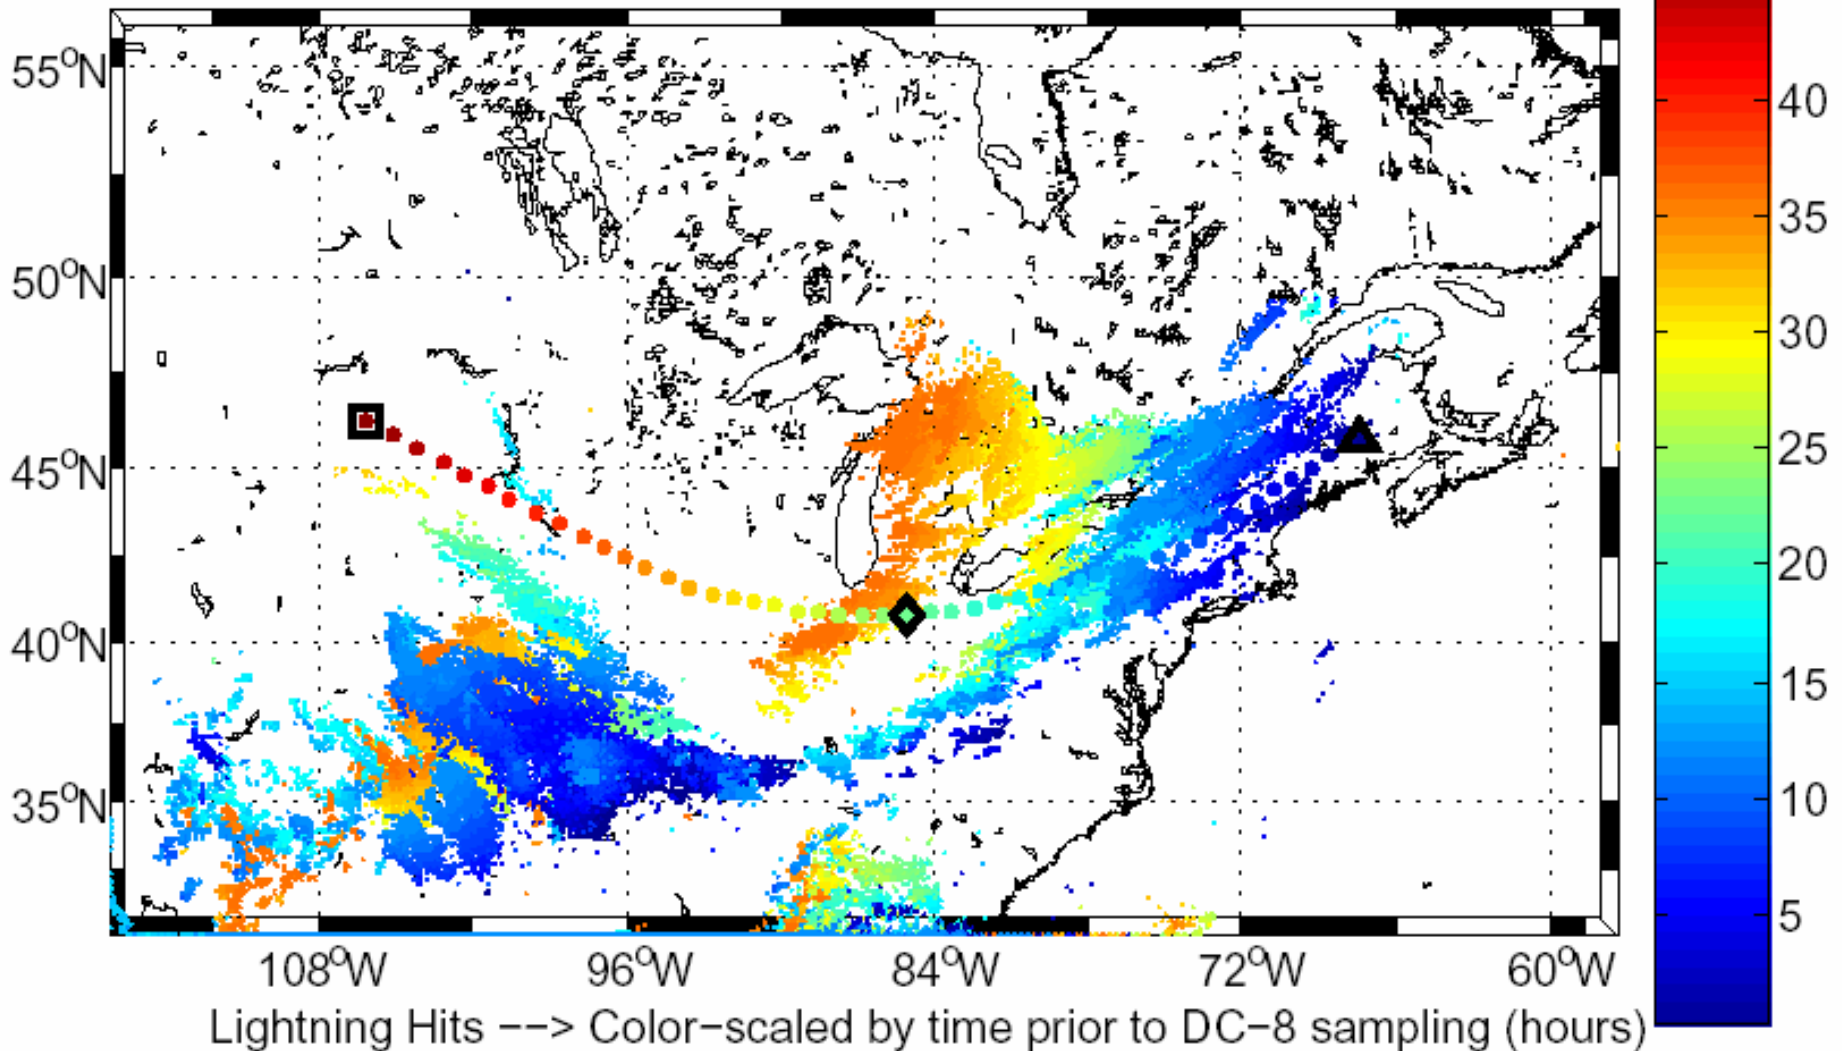 55°N
50°N
45°N
40°N
35°N
108°W 96°W 84°W 72°W 60°W
Lightning Hits --> Color-scaled by time prior to DC-8 sampling (hours)
40
35
30
25
20
15
10
5